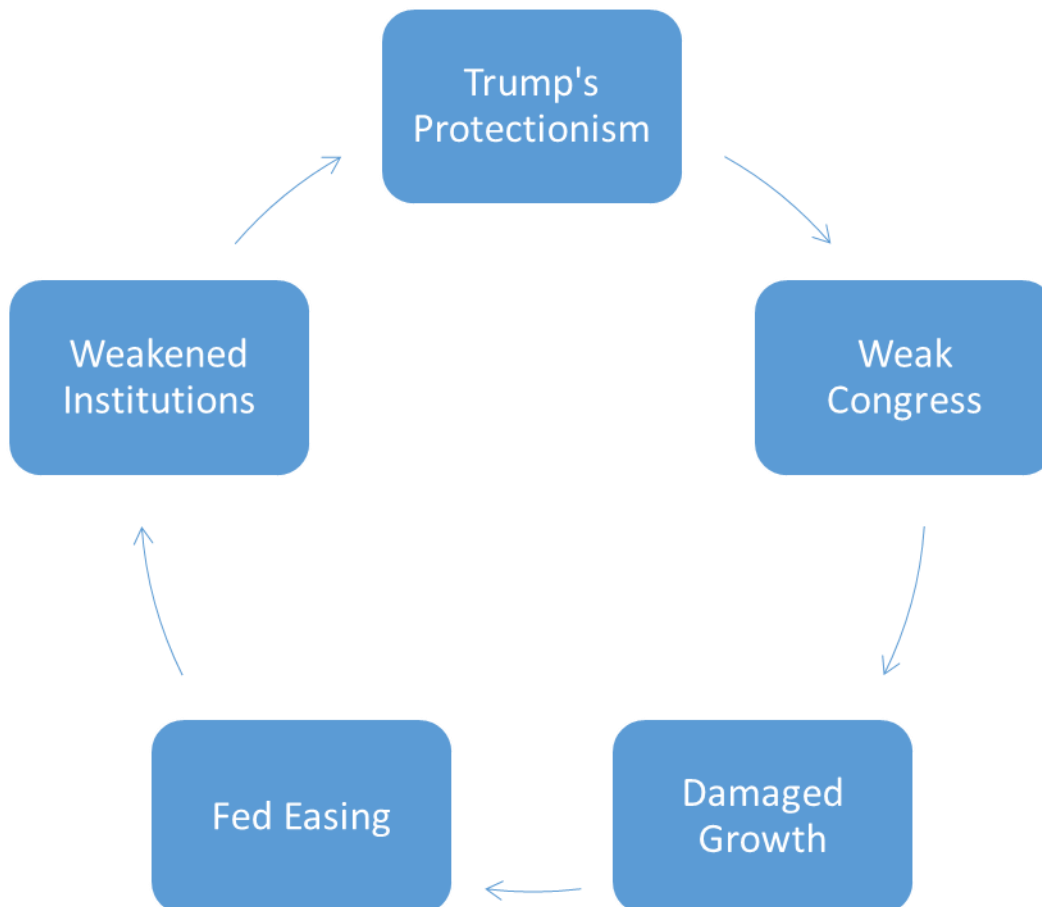 Trump's
Protectionism
Weak
Congress
Damaged
Growth
Fed Easing
Weakened
Institutions